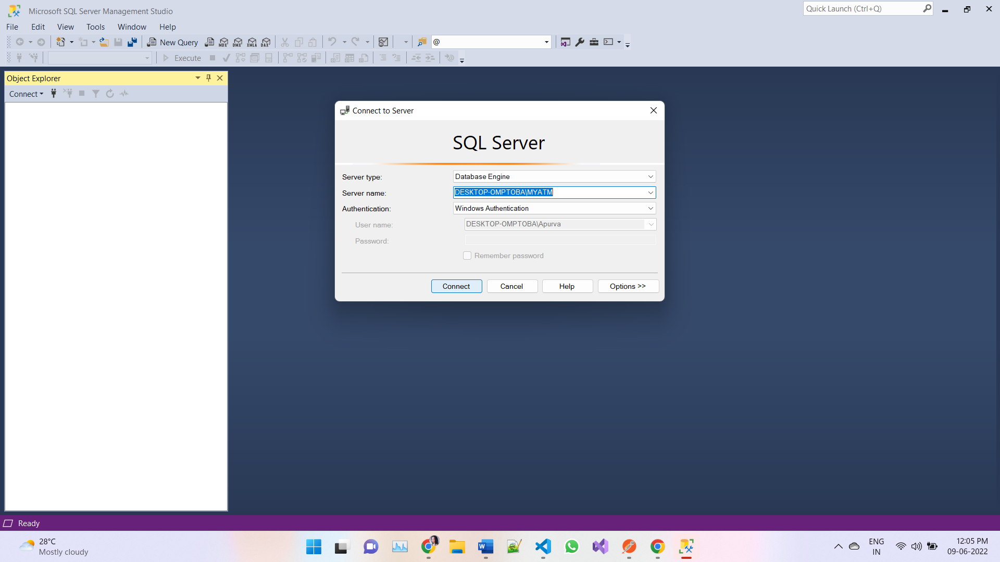 Microsoft SQL Server Management Studio
Quick Launch (Ctrl+Q)
File Edit View Tools Window Help
New Query MDX DMX XMLA DAX @
Execute
Object Explorer
Connect
Connect to Server
SQL Server
Server type: Database Engine
Server name: DESKTOP-OMPTOBA\MYATM
Authentication: Windows Authentication
User name: DESKTOP-OMPTOBA\Apurva
Password:
Remember password
Connect Cancel Help Options >>
Ready
28°C
Mostly cloudy
ENG
IN
12:05 PM
09-06-2022